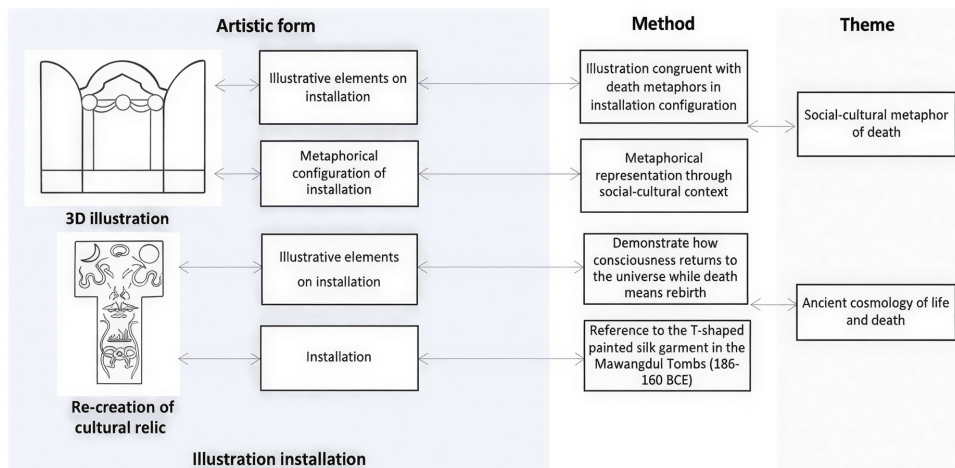 Artistic form
Method
Theme
Illustrative elements on
installation
Illustration congruent with
death metaphors in
installation configuration
Social-cultural metaphor
of death
Metaphorical
configuration of
installation
Metaphorical
representation through
social-cultural context
3D illustration
Illustrative elements
on installation
Demonstrate how
consciousness returns to
the universe while death
means rebirth
Ancient cosmology of life
and death
Installation
Reference to the T-shaped
painted silk garment in the
Mawangdul Tombs (186-
160 BCE)
Re-creation of
cultural relic
Illustration installation